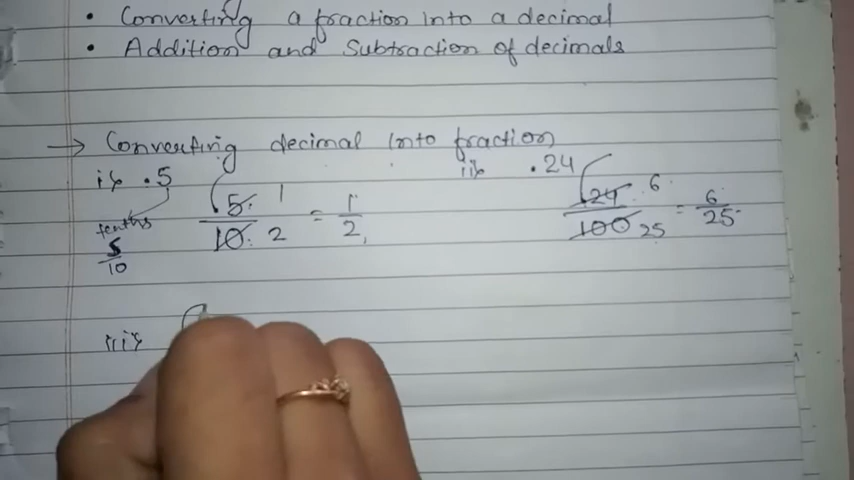 • Converting a fraction into a decimal
• Addition and Subtraction of decimals
→ Converting decimal into fraction
i) .5
5/10 1/2 = 1/2
tenths
5/10
ii) .24
24/100 6/25 = 6/25
iii)